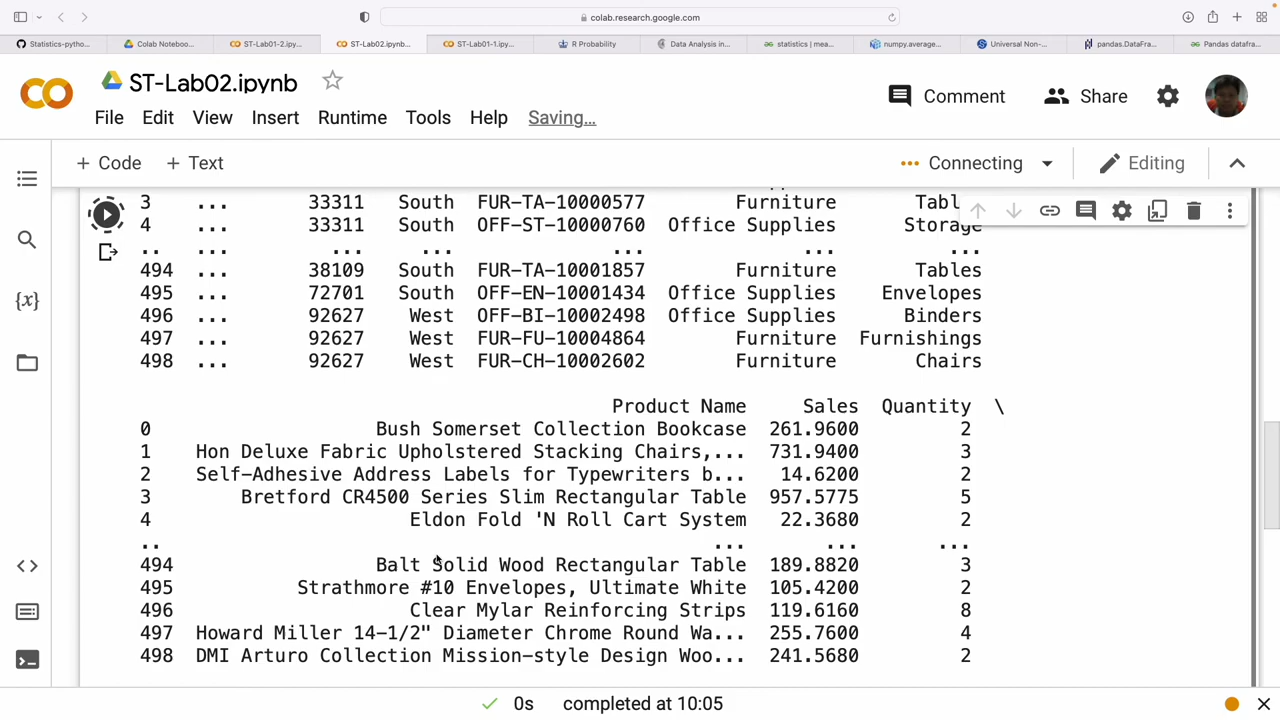 colab.research.google.com
Statistics-pytho... Colab Noteboo... ST-Lab01-2.ipy... ST-Lab02.ipynb... ST-Lab01-1.ipy... R Probability Data Analysis in... statistics | mea... numpy.average... Universal Non-... pandas.DataFra... Pandas datafra...
ST-Lab02.ipynb
Comment Share
File Edit View Insert Runtime Tools Help Saving...
+ Code + Text ••• Connecting Editing
3 ... 33311 South FUR-TA-10000577 Furniture Tabl
4 ... 33311 South OFF-ST-10000760 Office Supplies Storage
.. ... ... ... ... ... ...
494 ... 38109 South FUR-TA-10001857 Furniture Tables
495 ... 72701 South OFF-EN-10001434 Office Supplies Envelopes
496 ... 92627 West OFF-BI-10002498 Office Supplies Binders
497 ... 92627 West FUR-FU-10004864 Furniture Furnishings
498 ... 92627 West FUR-CH-10002602 Furniture Chairs
Product Name Sales Quantity \
0 Bush Somerset Collection Bookcase 261.9600 2
1 Hon Deluxe Fabric Upholstered Stacking Chairs,... 731.9400 3
2 Self-Adhesive Address Labels for Typewriters b... 14.6200 2
3 Bretford CR4500 Series Slim Rectangular Table 957.5775 5
4 Eldon Fold 'N Roll Cart System 22.3680 2
.. ... ... ...
494 Balt Solid Wood Rectangular Table 189.8820 3
495 Strathmore #10 Envelopes, Ultimate White 105.4200 2
496 Clear Mylar Reinforcing Strips 119.6160 8
497 Howard Miller 14-1/2" Diameter Chrome Round Wa... 255.7600 4
498 DMI Arturo Collection Mission-style Design Woo... 241.5680 2
0s completed at 10:05